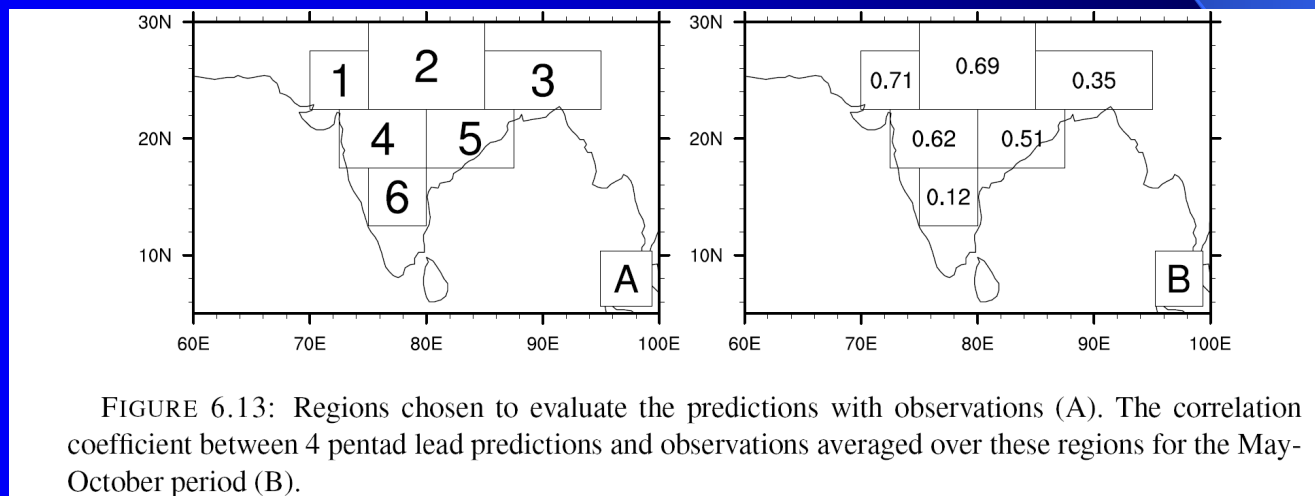 30N
20N
10N
60E 70E 80E 90E 100E
1 2 3
4 5
6
A
30N
20N
10N
60E 70E 80E 90E 100E
0.71 0.69 0.35
0.62 0.51
0.12
B
FIGURE 6.13: Regions chosen to evaluate the predictions with observations (A). The correlation
coefficient between 4 pentad lead predictions and observations averaged over these regions for the May-
October period (B).